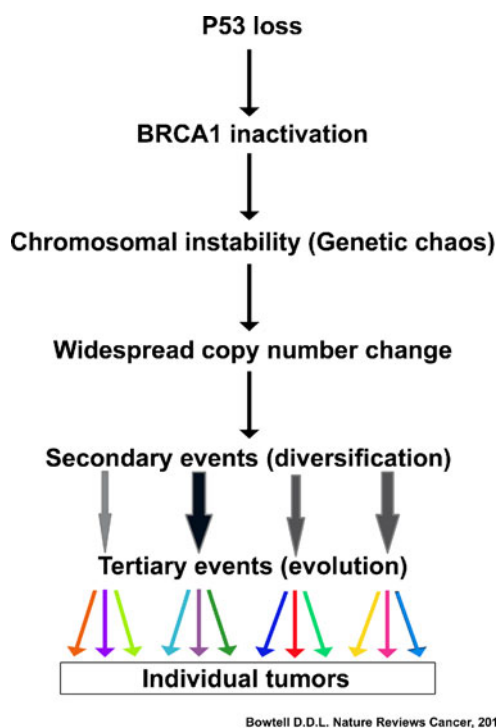 P53 loss
BRCA1 inactivation
Chromosomal instability (Genetic chaos)
Widespread copy number change
Secondary events (diversification)
Tertiary events (evolution)
Individual tumors
Bowtell D.D.L. Nature Reviews Cancer, 201